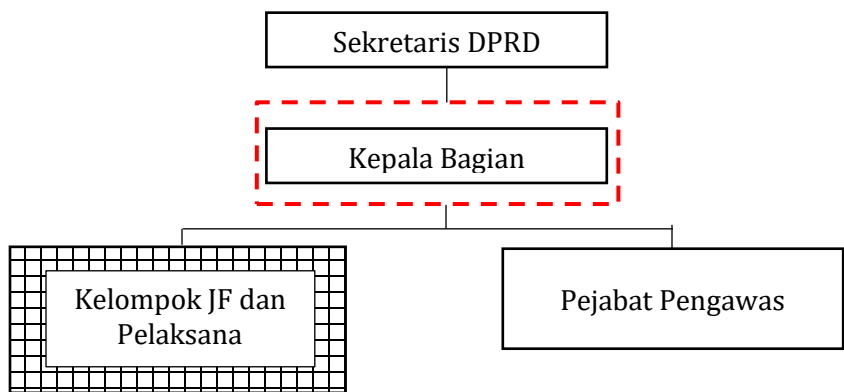 Sekretaris DPRD
Kepala Bagian
Kelompok JF dan
Pelaksana
Pejabat Pengawas